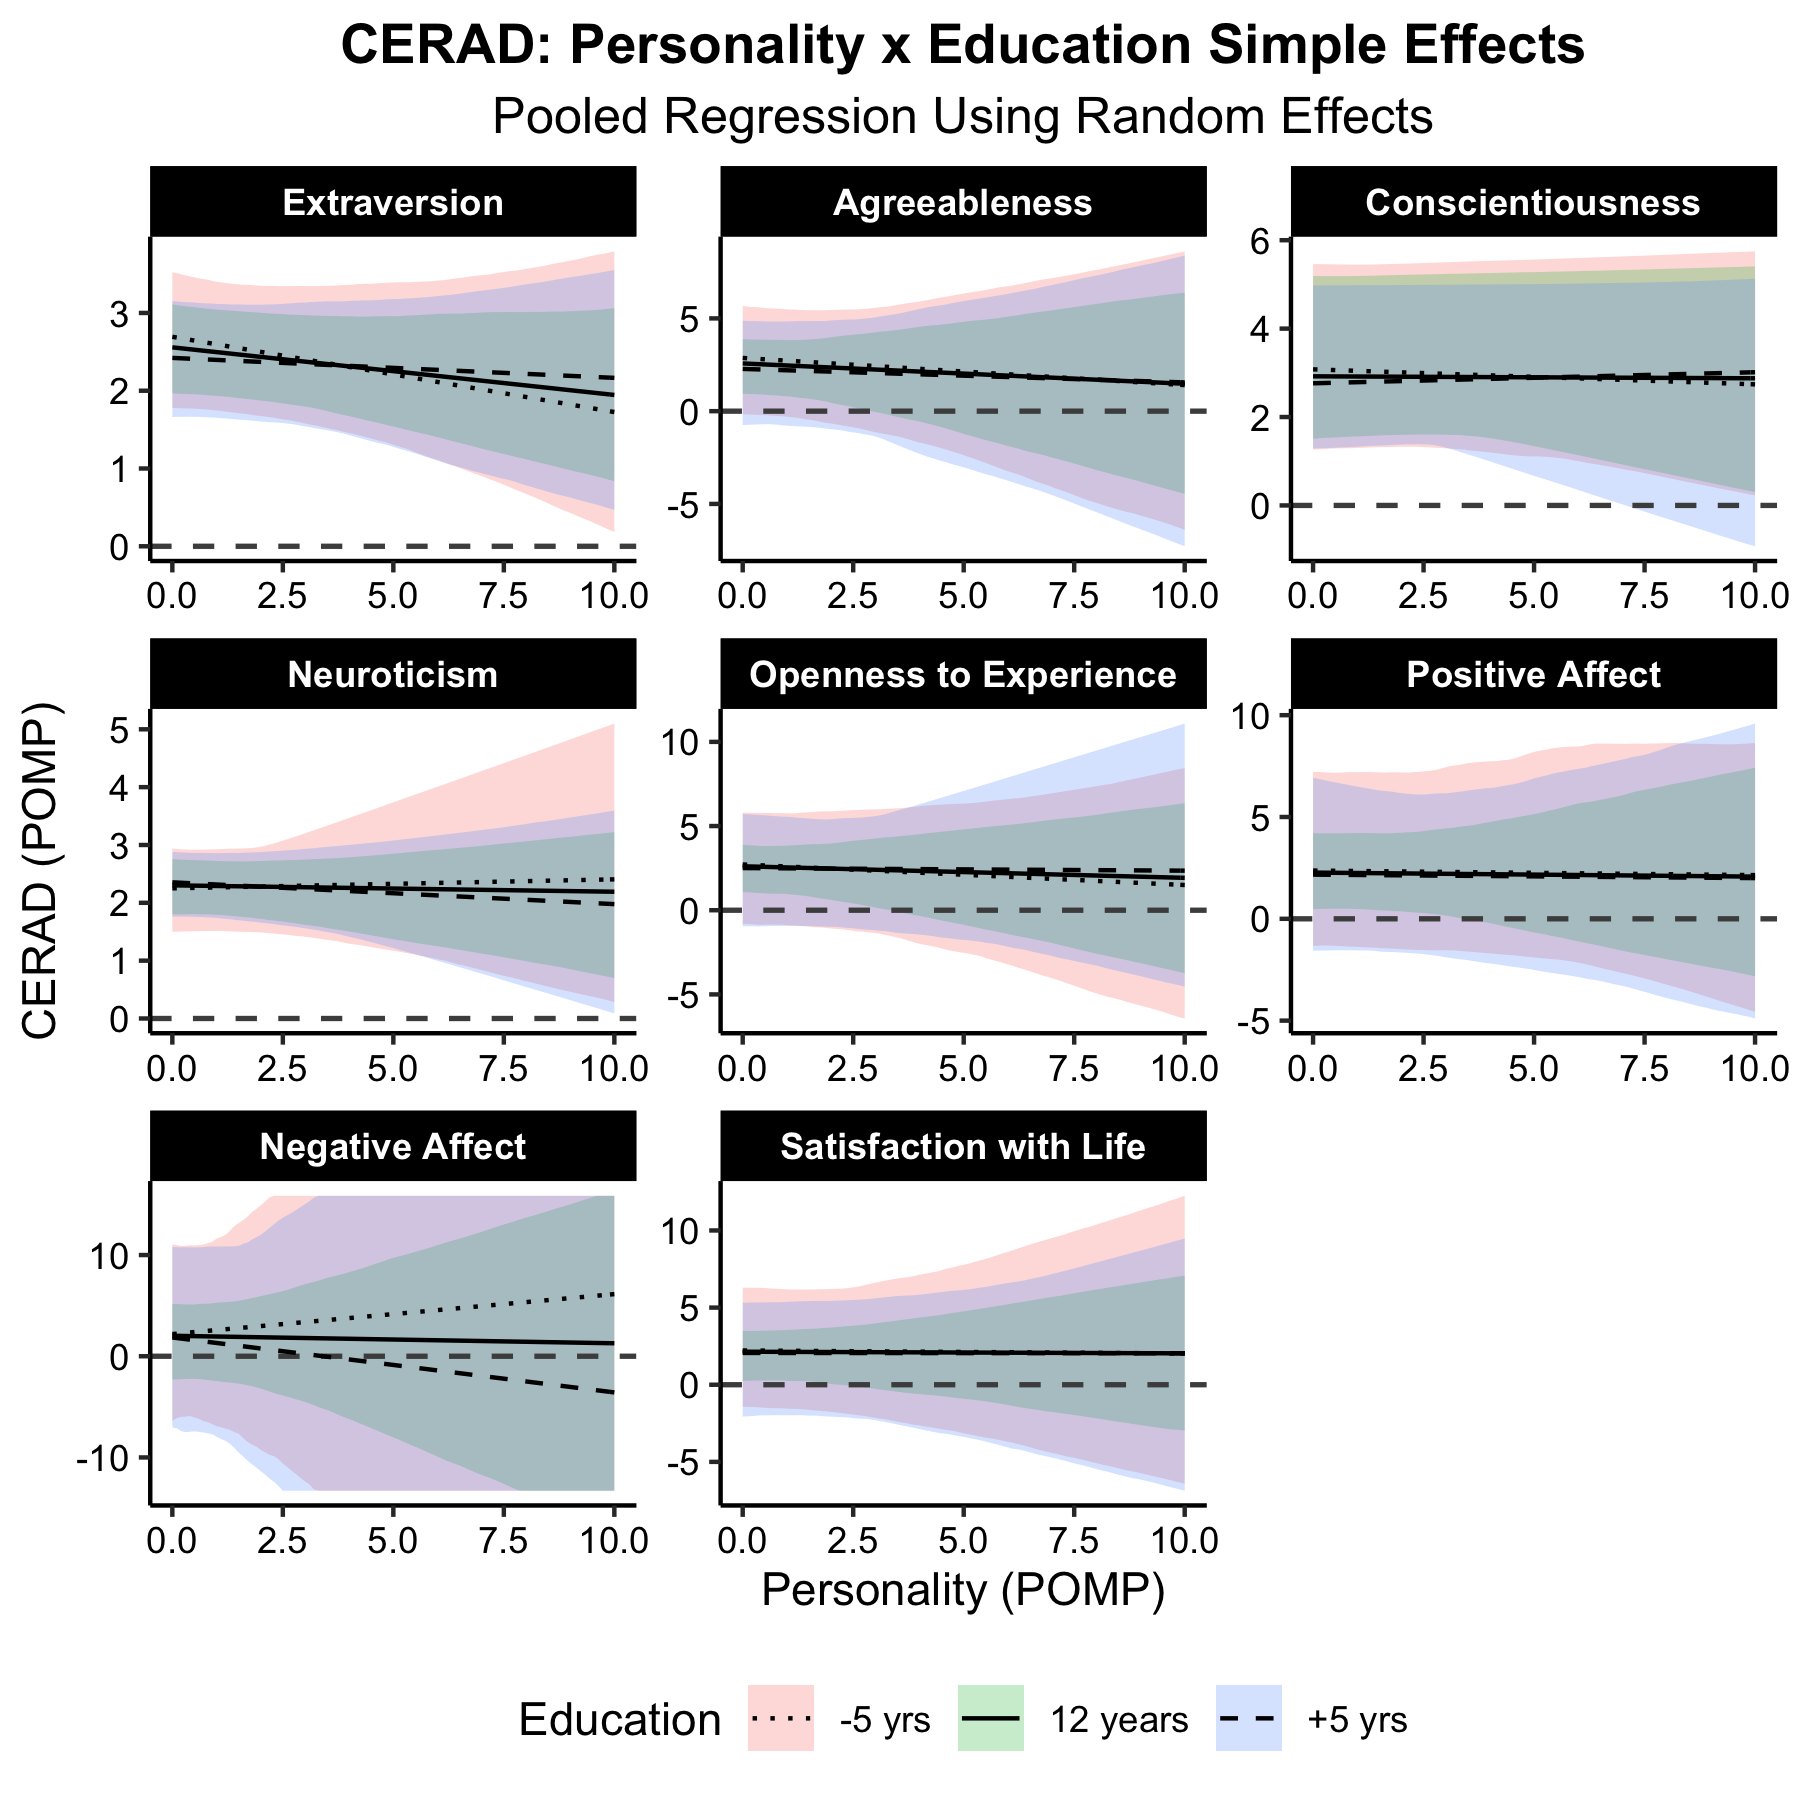 CERAD: Personality x Education Simple Effects
Pooled Regression Using Random Effects
Extraversion
Agreeableness
Conscientiousness
3
2
1
0
0.0 2.5 5.0 7.5 10.0
5
0
-5
0.0 2.5 5.0 7.5 10.0
6
4
2
0
0.0 2.5 5.0 7.5 10.0
CERAD (POMP)
Neuroticism
Openness to Experience
Positive Affect
5
4
3
2
1
0
0.0 2.5 5.0 7.5 10.0
10
5
0
-5
0.0 2.5 5.0 7.5 10.0
10
5
0
-5
0.0 2.5 5.0 7.5 10.0
Negative Affect
Satisfaction with Life
10
0
-10
0.0 2.5 5.0 7.5 10.0
10
5
0
-5
0.0 2.5 5.0 7.5 10.0
Personality (POMP)
Education -5 yrs 12 years +5 yrs